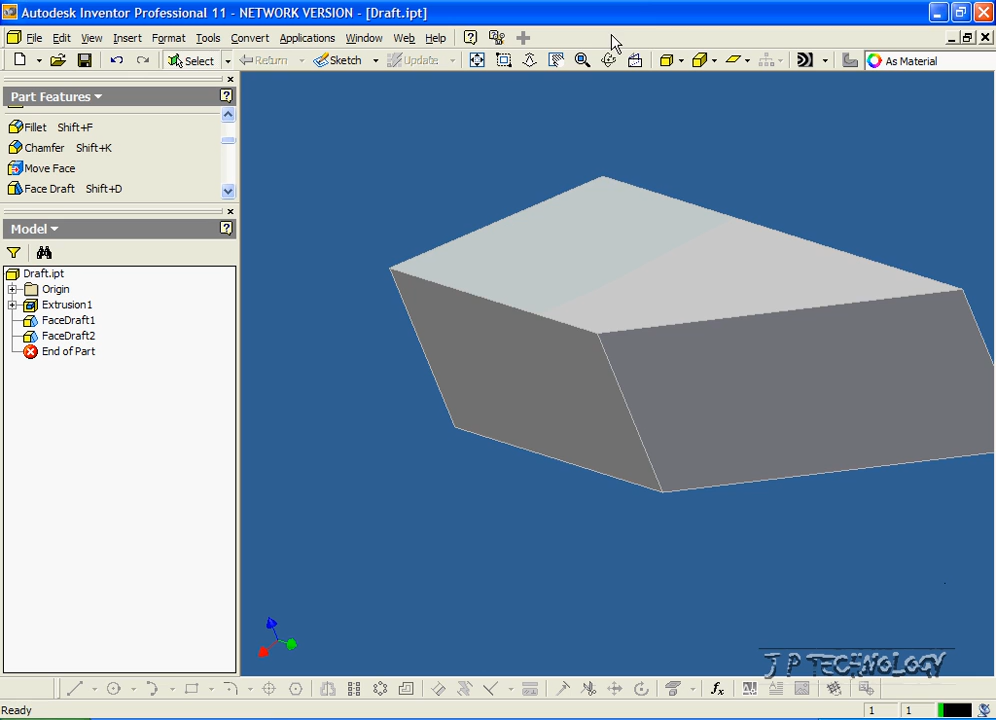 Autodesk Inventor Professional 11 - NETWORK VERSION - [Draft.ipt]
File Edit View Insert Format Tools Convert Applications Window Web Help
Select Return Sketch Update As Material
Part Features
Fillet Shift+F
Chamfer Shift+K
Move Face
Face Draft Shift+D
Model
Draft.ipt
Origin
Extrusion1
FaceDraft1
FaceDraft2
End of Part
J P TECHNOLOGY
Ready 1 1